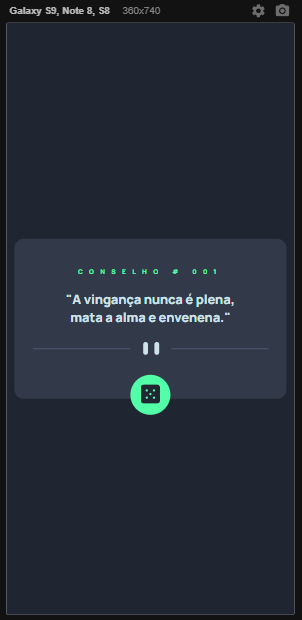 Galaxy S9, Note 8, S8 360x740
CONSELHO # 001
"A vingança nunca é plena,
mata a alma e envenena."